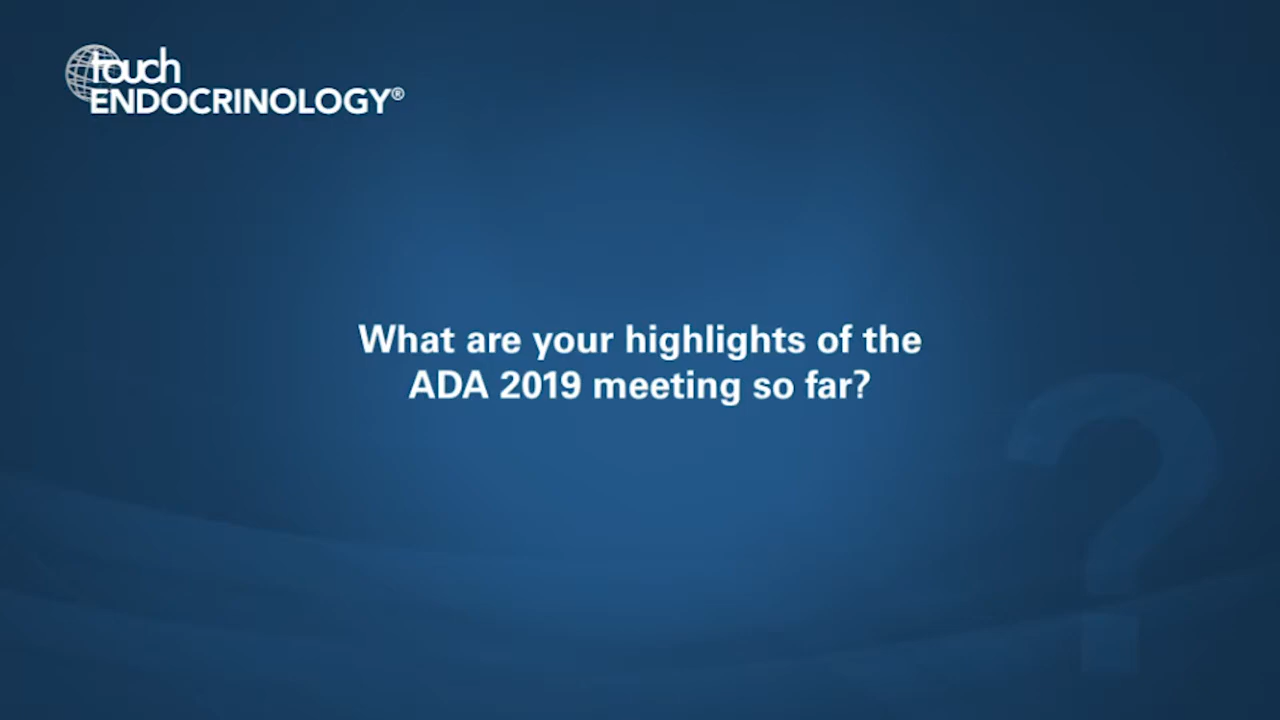 touch
ENDOCRINOLOGY®
What are your highlights of the
ADA 2019 meeting so far?